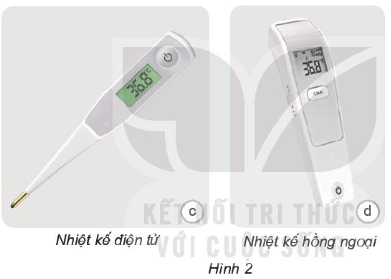 36.8°C
36.8°
c
d
KẾT NỐI TRI THỨC
VỚI CUỘC SỐNG
Nhiệt kế điện tử
Nhiệt kế hồng ngoại
Hình 2